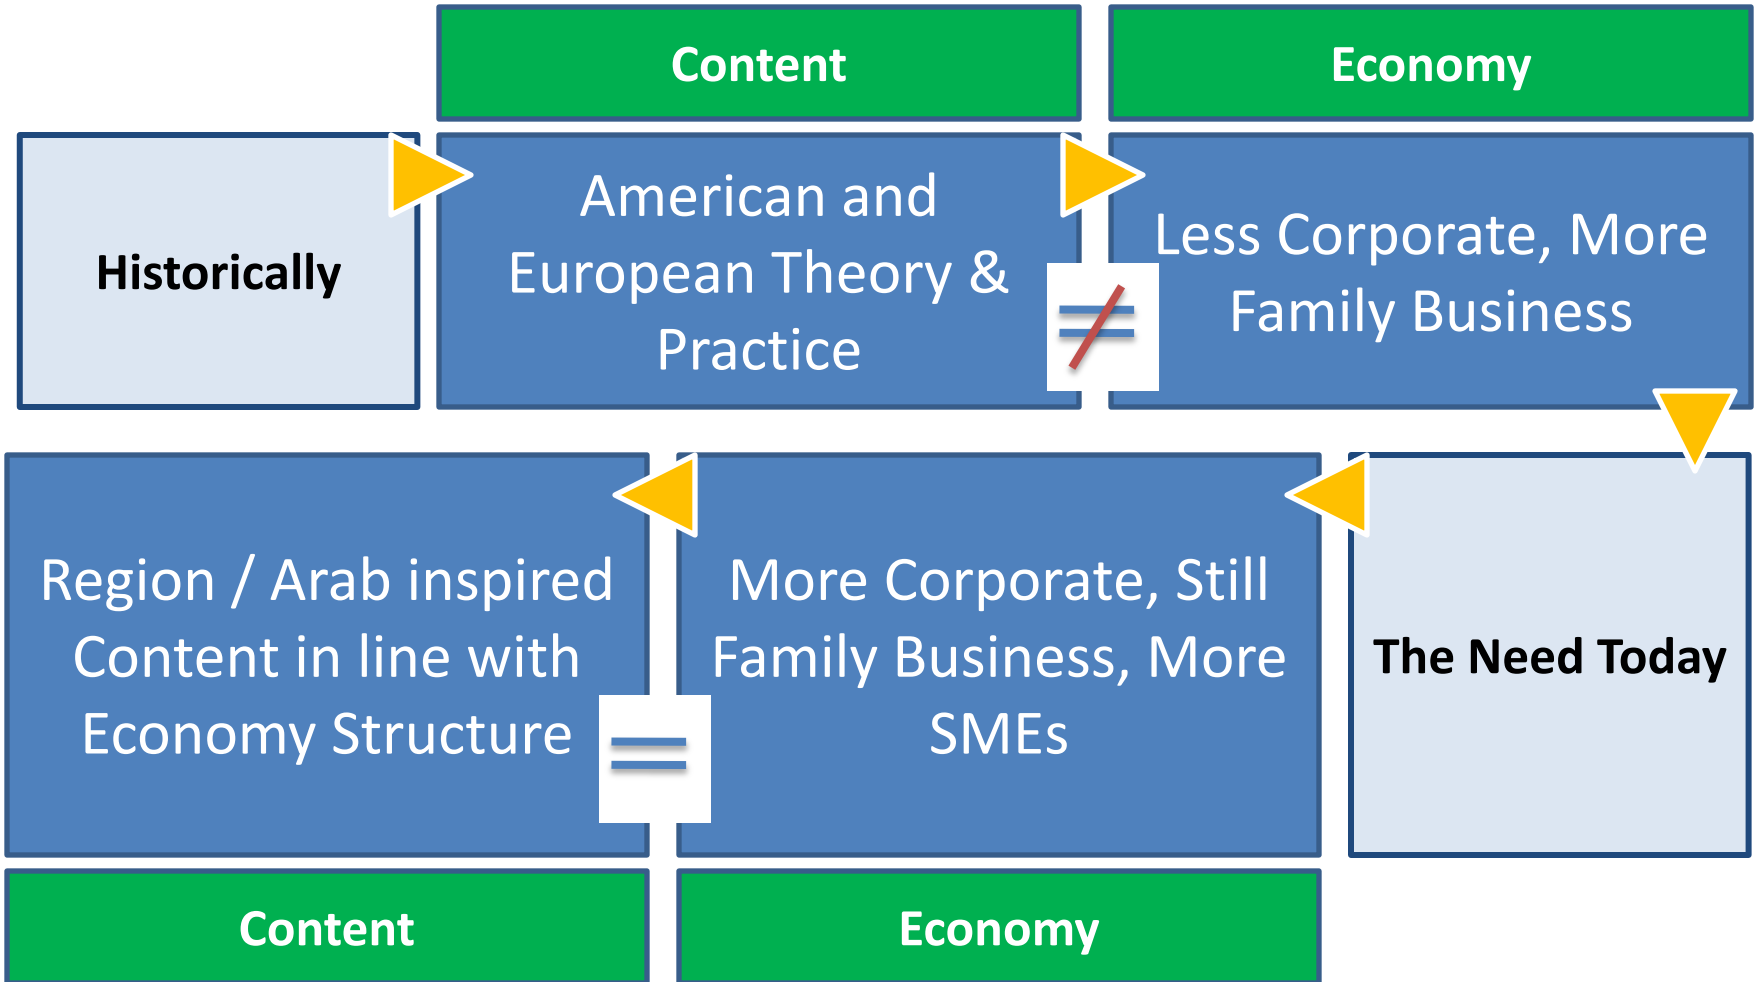 Content
Economy
Historically
American and
European Theory &
Practice
≠
Less Corporate, More
Family Business
Region / Arab inspired
Content in line with
Economy Structure
=
More Corporate, Still
Family Business, More
SMEs
The Need Today
Content
Economy